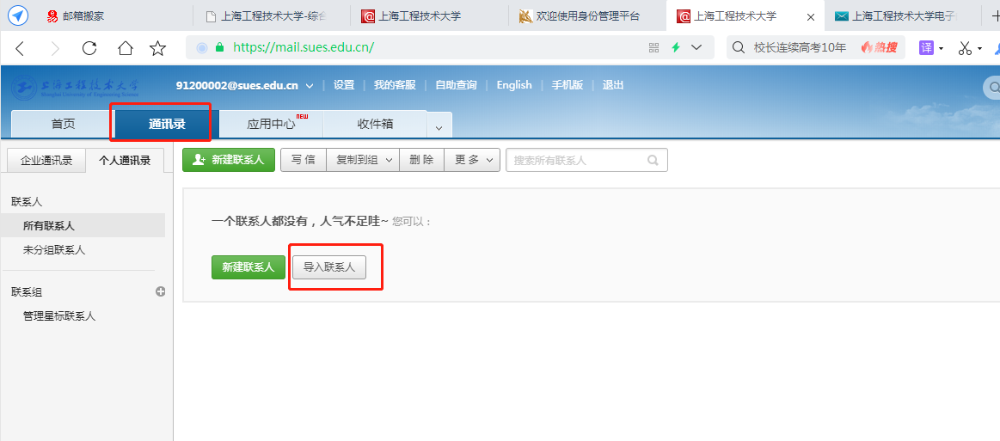 邮箱搬家 上海工程技术大学-综合 上海工程技术大学 欢迎使用身份管理平台 上海工程技术大学 上海工程技术大学电子
https://mail.sues.edu.cn/ 校长连续高考10年 热搜 译
上海工程技术大学 91200002@sues.edu.cn 设置 我的客服 自助查询 English 手机版 退出
Shanghai University of Engineering Science
首页 通讯录 应用中心 NEW 收件箱
企业通讯录 个人通讯录 新建联系人 写 信 复制到组 删 除 更 多 搜索所有联系人
联系人
所有联系人
未分组联系人
联系组
管理星标联系人
一个联系人都没有，人气不足哇~ 您可以：
新建联系人 导入联系人